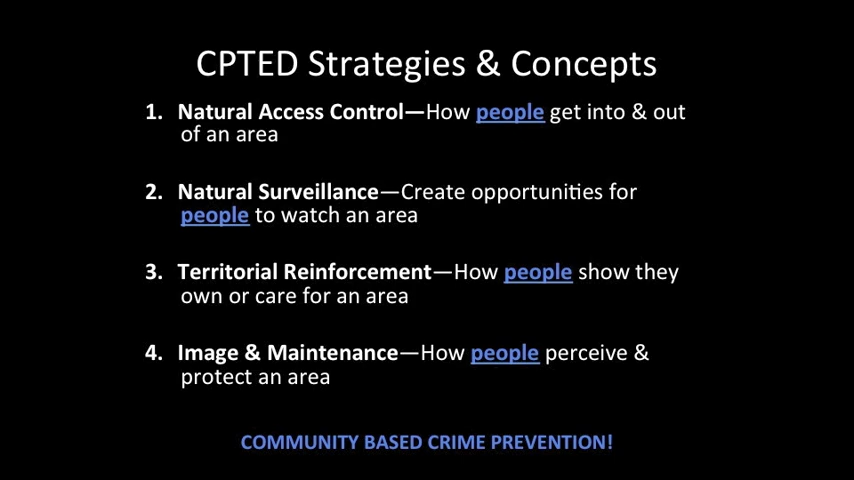 CPTED Strategies & Concepts
1. Natural Access Control—How people get into & out
of an area
2. Natural Surveillance—Create opportunities for
people to watch an area
3. Territorial Reinforcement—How people show they
own or care for an area
4. Image & Maintenance—How people perceive &
protect an area
COMMUNITY BASED CRIME PREVENTION!